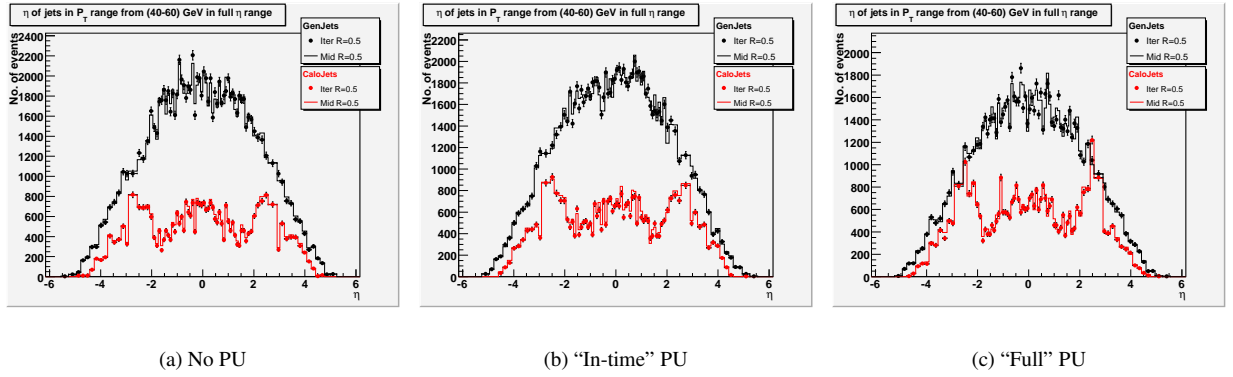 η of jets in P_T range from (40-60) GeV in full η range
GenJets
Iter R=0.5
Mid R=0.5
CaloJets
Iter R=0.5
Mid R=0.5
No. of events
2400
2200
2000
1800
1600
1400
1200
1000
800
600
400
200
0
-6 -4 -2 0 2 4 6
η
(a) No PU
η of jets in P_T range from (40-60) GeV in full η range
GenJets
Iter R=0.5
Mid R=0.5
CaloJets
Iter R=0.5
Mid R=0.5
No. of events
2200
2000
1800
1600
1400
1200
1000
800
600
400
200
0
-6 -4 -2 0 2 4 6
η
(b) “In-time” PU
η of jets in P_T range from (40-60) GeV in full η range
GenJets
Iter R=0.5
Mid R=0.5
CaloJets
Iter R=0.5
Mid R=0.5
No. of events
2000
1800
1600
1400
1200
1000
800
600
400
200
0
-6 -4 -2 0 2 4 6
η
(c) “Full” PU